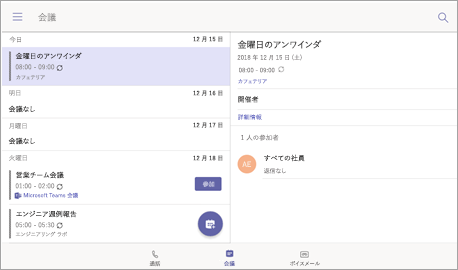 会議
今日 12 月 15 日
金曜日のアンワインダ
08:00 - 09:00
カフェテリア
明日 12 月 16 日
会議なし
月曜日 12 月 17 日
会議なし
火曜日 12 月 18 日
営業チーム会議
01:00 - 02:00
参加
Microsoft Teams 会議
エンジニア週例報告
05:00 - 05:30
エンジニアリング ラボ
金曜日のアンワインダ
2018 年 12 月 15 日 (土)
08:00 - 09:00
カフェテリア
開催者
詳細情報
1 人の参加者
AE
すべての社員
返信なし
通話
会議
ボイスメール